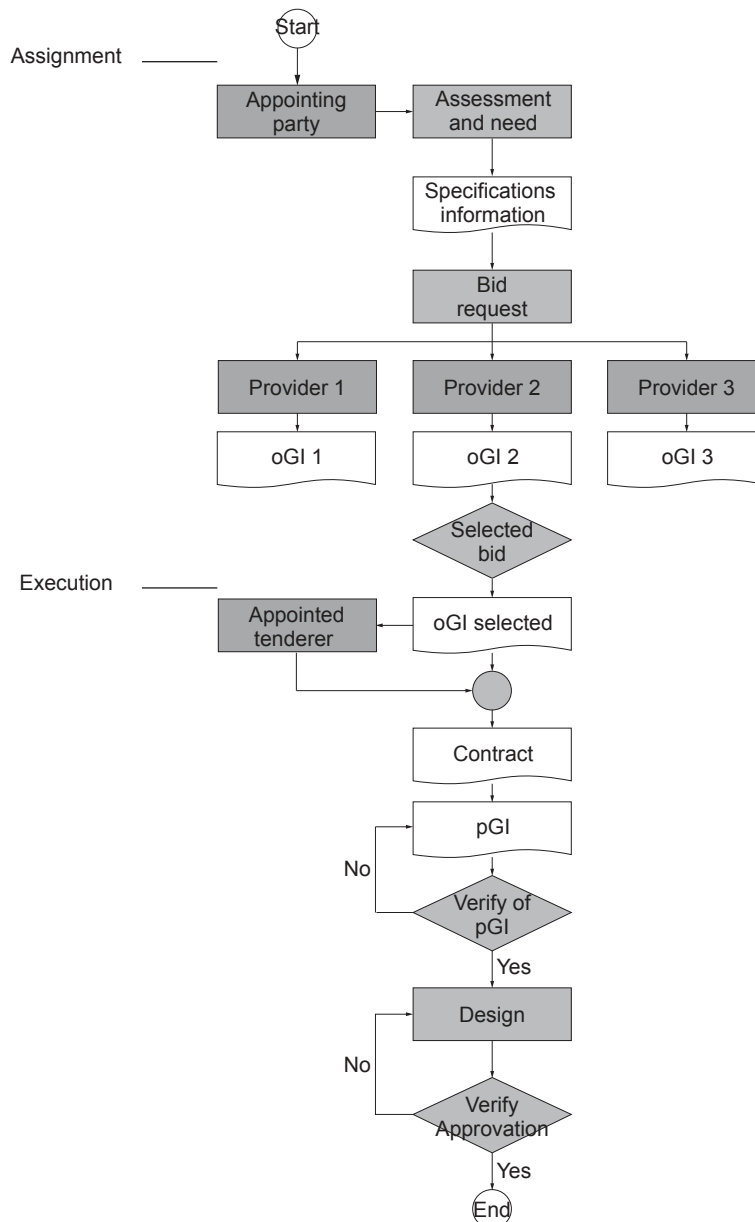 Start
Assignment
Appointing
party
Assessment
and need
Specifications
information
Bid
request
Provider 1
Provider 2
Provider 3
oGI 1
oGI 2
oGI 3
Selected
bid
Execution
Appointed
tenderer
oGI selected
Contract
pGI
No
Verify of
pGI
Yes
Design
No
Verify
Approvation
Yes
End